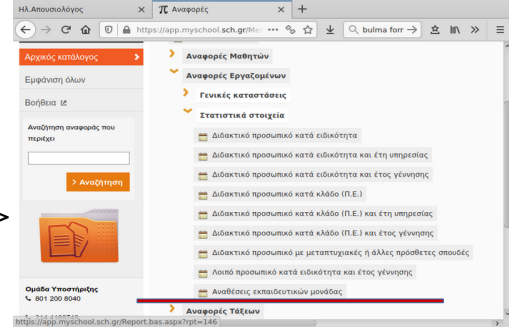 Ηλ.Απουσιολόγος × Αναφορές × +
https://app.myschool.sch.gr/Me bulma forr →
Αρχικός κατάλογος
Εμφάνιση όλων
Βοήθεια
Αναζήτηση αναφοράς που
περιέχει
> Αναζήτηση
>
Ομάδα Υποστήριξης
801 200 8040
Αναφορές Μαθητών
Αναφορές Εργαζομένων
Γενικές καταστάσεις
Στατιστικά στοιχεία
Διδακτικό προσωπικό κατά ειδικότητα
Διδακτικό προσωπικό κατά ειδικότητα και έτη υπηρεσίας
Διδακτικό προσωπικό κατά ειδικότητα και έτος γέννησης
Διδακτικό προσωπικό κατά κλάδο (Π.Ε.)
Διδακτικό προσωπικό κατά κλάδο (Π.Ε.) και έτη υπηρεσίας
Διδακτικό προσωπικό κατά κλάδο (Π.Ε.) και έτος γέννησης
Διδακτικό προσωπικό με μεταπτυχιακές ή άλλες πρόσθετες σπουδές
Λοιπό προσωπικό κατά ειδικότητα και έτος γέννησης
Αναθέσεις εκπαιδευτικών μονάδας
Αναφορές Τάξεων
https://app.myschool.sch.gr/Report.bas.aspx?rpt=146